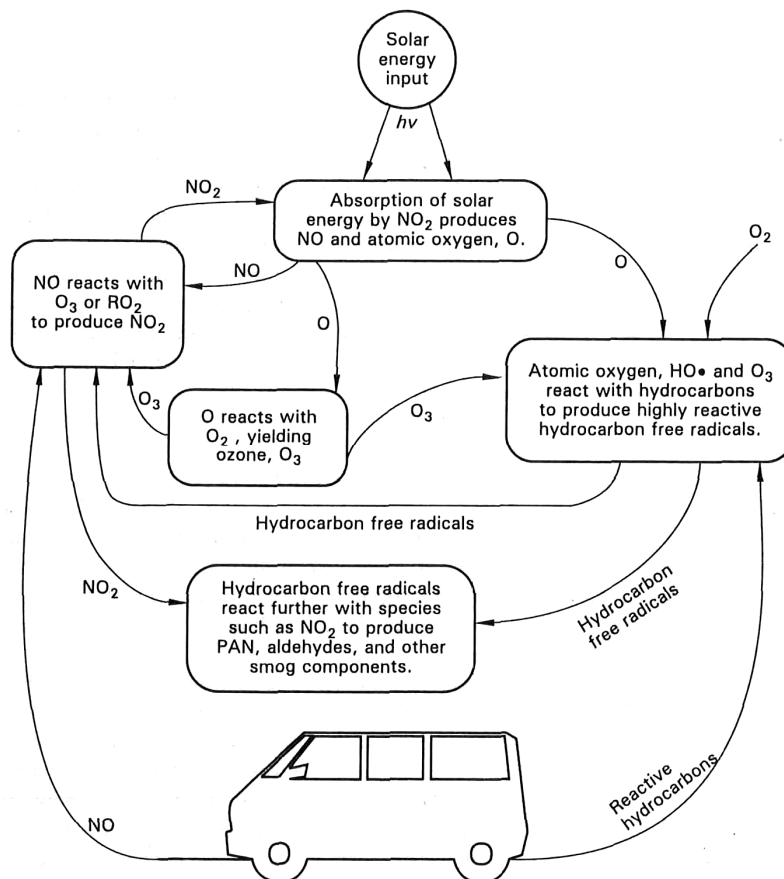 Solar
energy
input
hv
NO₂
Absorption of solar
energy by NO₂ produces
NO and atomic oxygen, O.
O₂
NO
O
NO reacts with
O₃ or RO₂
to produce NO₂
O
Atomic oxygen, HO• and O₃
react with hydrocarbons
to produce highly reactive
hydrocarbon free radicals.
O₃
O reacts with
O₂ , yielding
ozone, O₃
O₃
Hydrocarbon free radicals
NO₂
Hydrocarbon free radicals
react further with species
such as NO₂ to produce
PAN, aldehydes, and other
smog components.
Hydrocarbon
free radicals
NO
Reactive
hydrocarbons